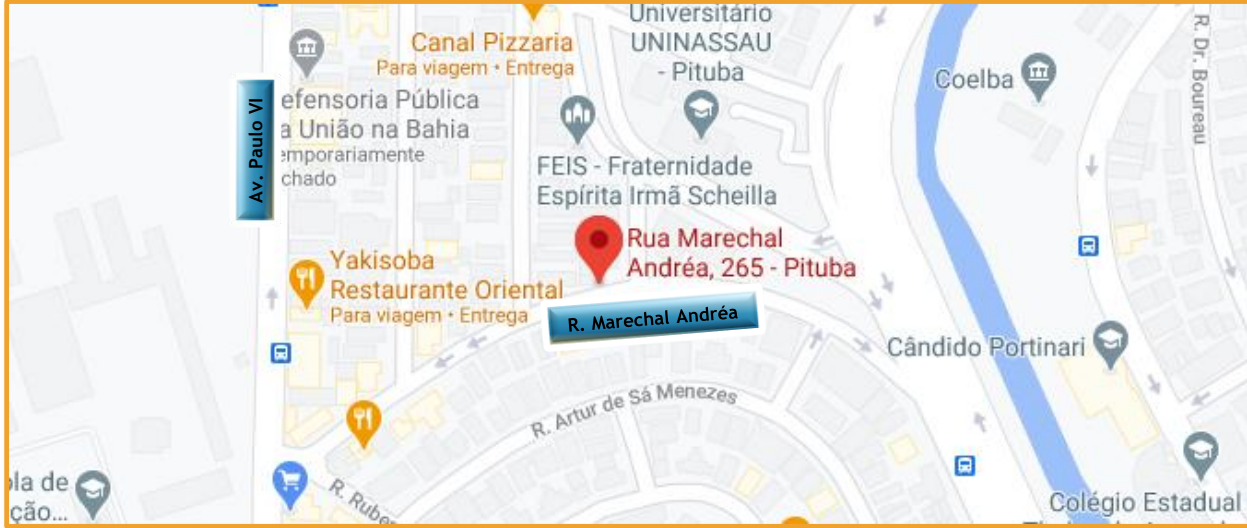 Universitário
UNINASSAU
- Pituba
Canal Pizzaria
Para viagem • Entrega
R. Dr. Boureau
Coelba
Av. Paulo VI
efensoria Pública
a União na Bahia
emporariamente
chado
FEIS - Fraternidade
Espírita Irmã Scheilla
Rua Marechal
Andréa, 265 - Pituba
Yakisoba
Restaurante Oriental
Para viagem • Entrega
R. Marechal Andréa
Cândido Portinari
R. Artur de Sá Menezes
la de
ção...
R. Rube
Colégio Estadual